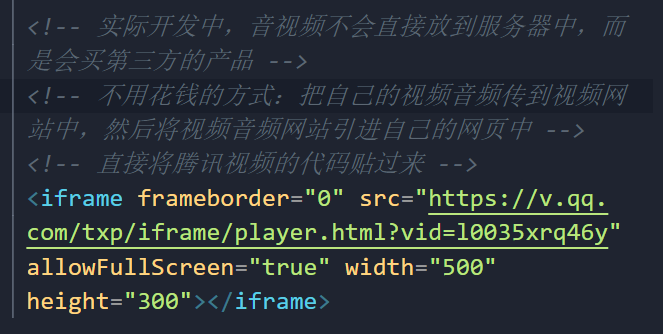 <!-- 实际开发中，音视频不会直接放到服务器中，而
是会买第三方的产品 -->
<!-- 不用花钱的方式：把自己的视频音频传到视频网
站中，然后将视频音频网站引进自己的网页中 -->
<!-- 直接将腾讯视频的代码贴过来 -->
<iframe frameborder="0" src="https://v.qq.
com/txp/iframe/player.html?vid=l0035xrq46y"
allowFullScreen="true" width="500"
height="300"></iframe>